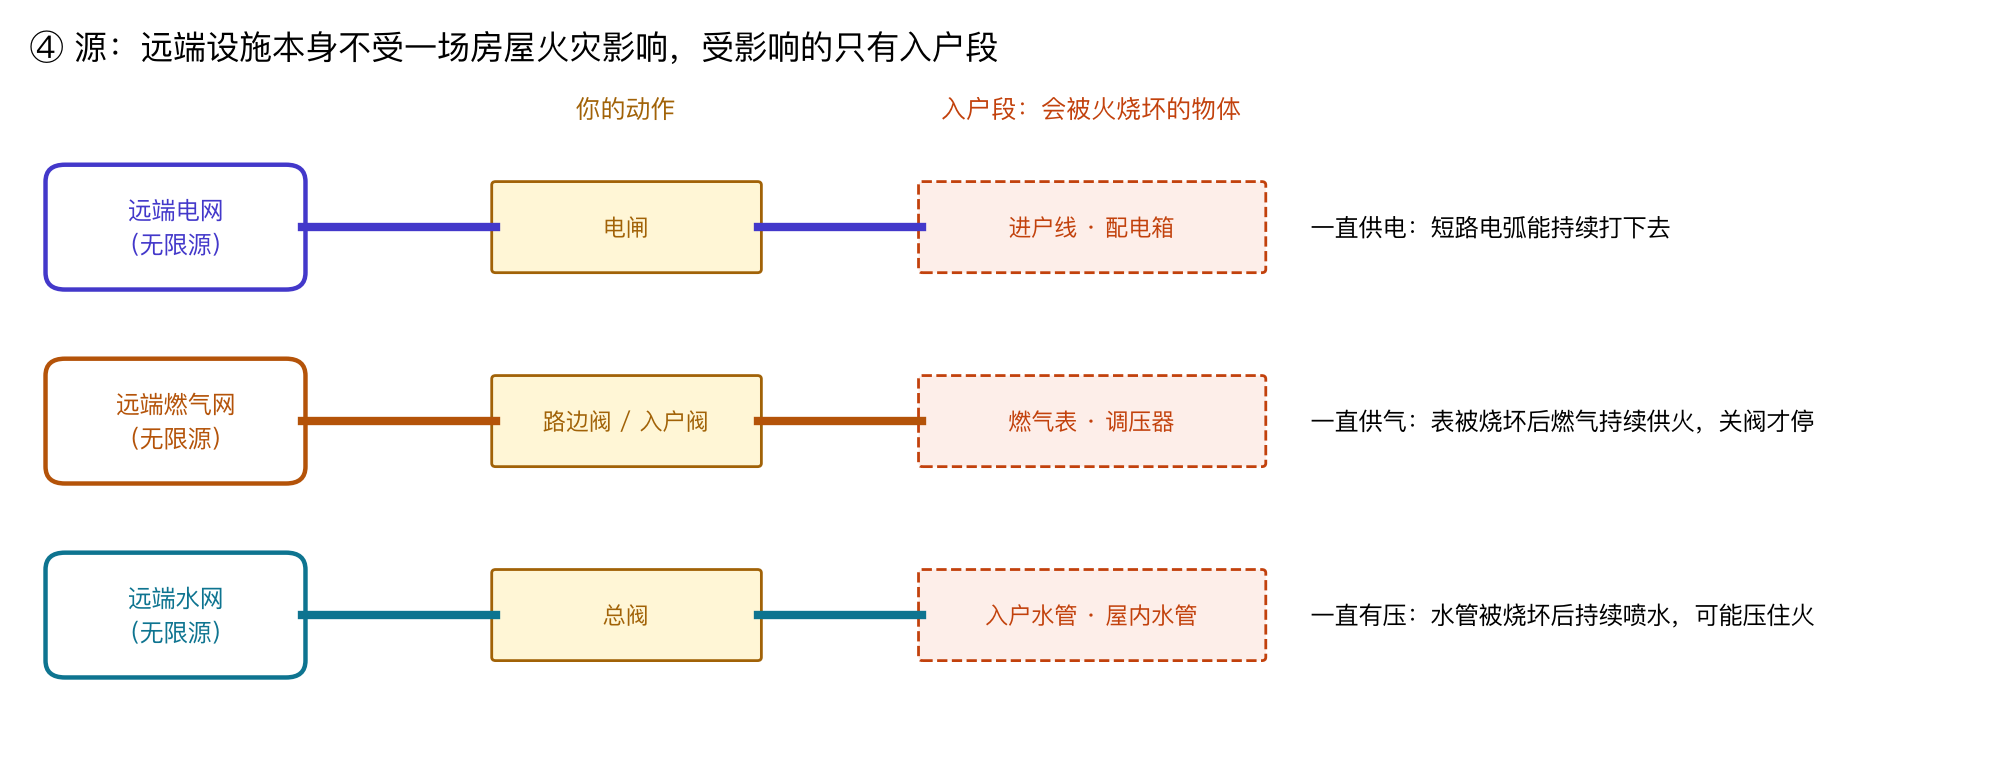 ④ 源：远端设施本身不受一场房屋火灾影响，受影响的只有入户段
你的动作
入户段：会被火烧坏的物体
远端电网
（无限源）
电闸
进户线 · 配电箱
一直供电：短路电弧能持续打下去
远端燃气网
（无限源）
路边阀 / 入户阀
燃气表 · 调压器
一直供气：表被烧坏后燃气持续供火，关阀才停
远端水网
（无限源）
总阀
入户水管 · 屋内水管
一直有压：水管被烧坏后持续喷水，可能压住火